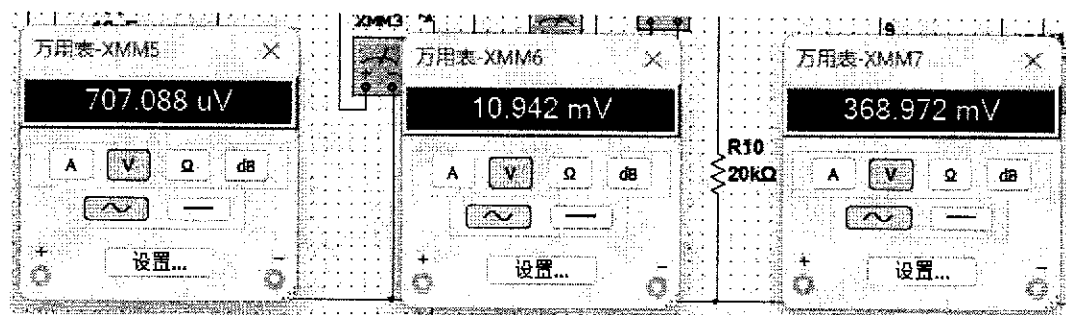 XMM3
9
万用表-XMM5
707.088 uV
A V Ω dB
设置...
+ -
万用表-XMM6
10.942 mV
A V Ω dB
设置...
+ -
R10
20kΩ
万用表-XMM7
368.972 mV
A V Ω dB
设置...
+ -